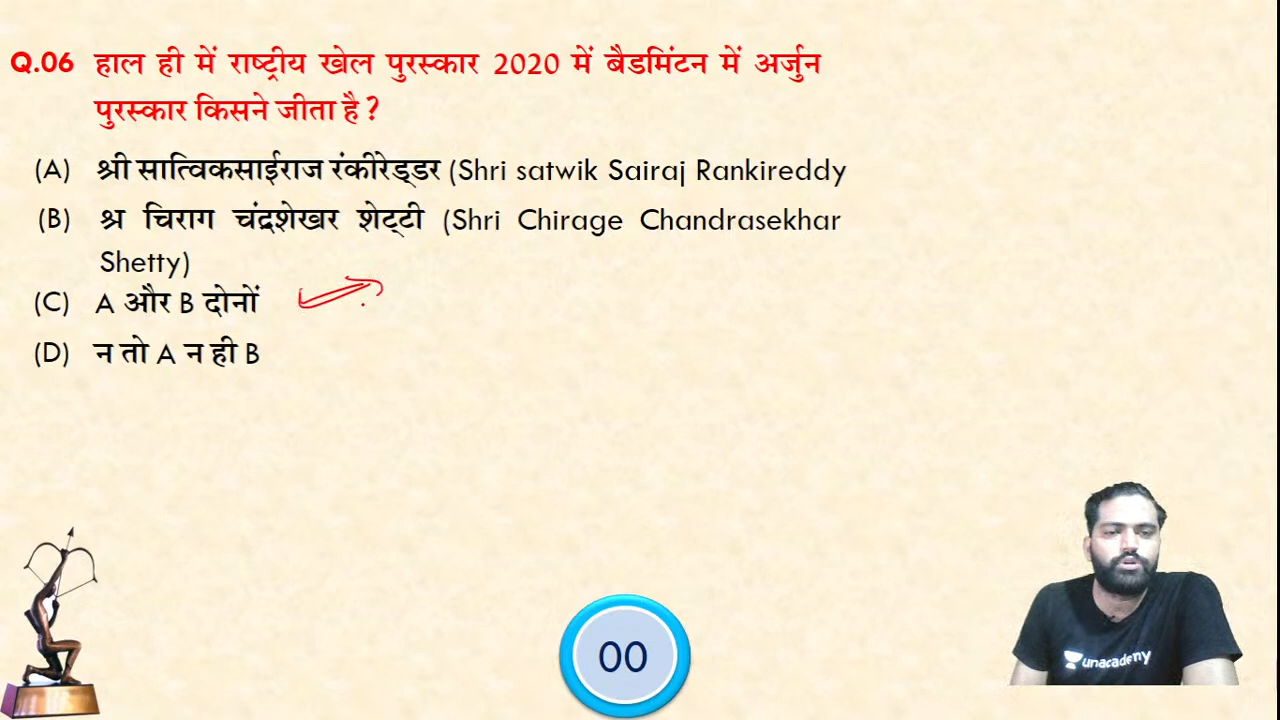 Q.06 हाल ही में राष्ट्रीय खेल पुरस्कार 2020 में बैडमिंटन में अर्जुन
पुरस्कार किसने जीता है ?
(A) श्री सात्विकसाईराज रंकीरेड्डर (Shri satwik Sairaj Rankireddy
(B) श्र चिराग चंद्रशेखर शेट्टी (Shri Chirage Chandrasekhar
Shetty)
(C) A और B दोनों
(D) न तो A न ही B
00
unacademy